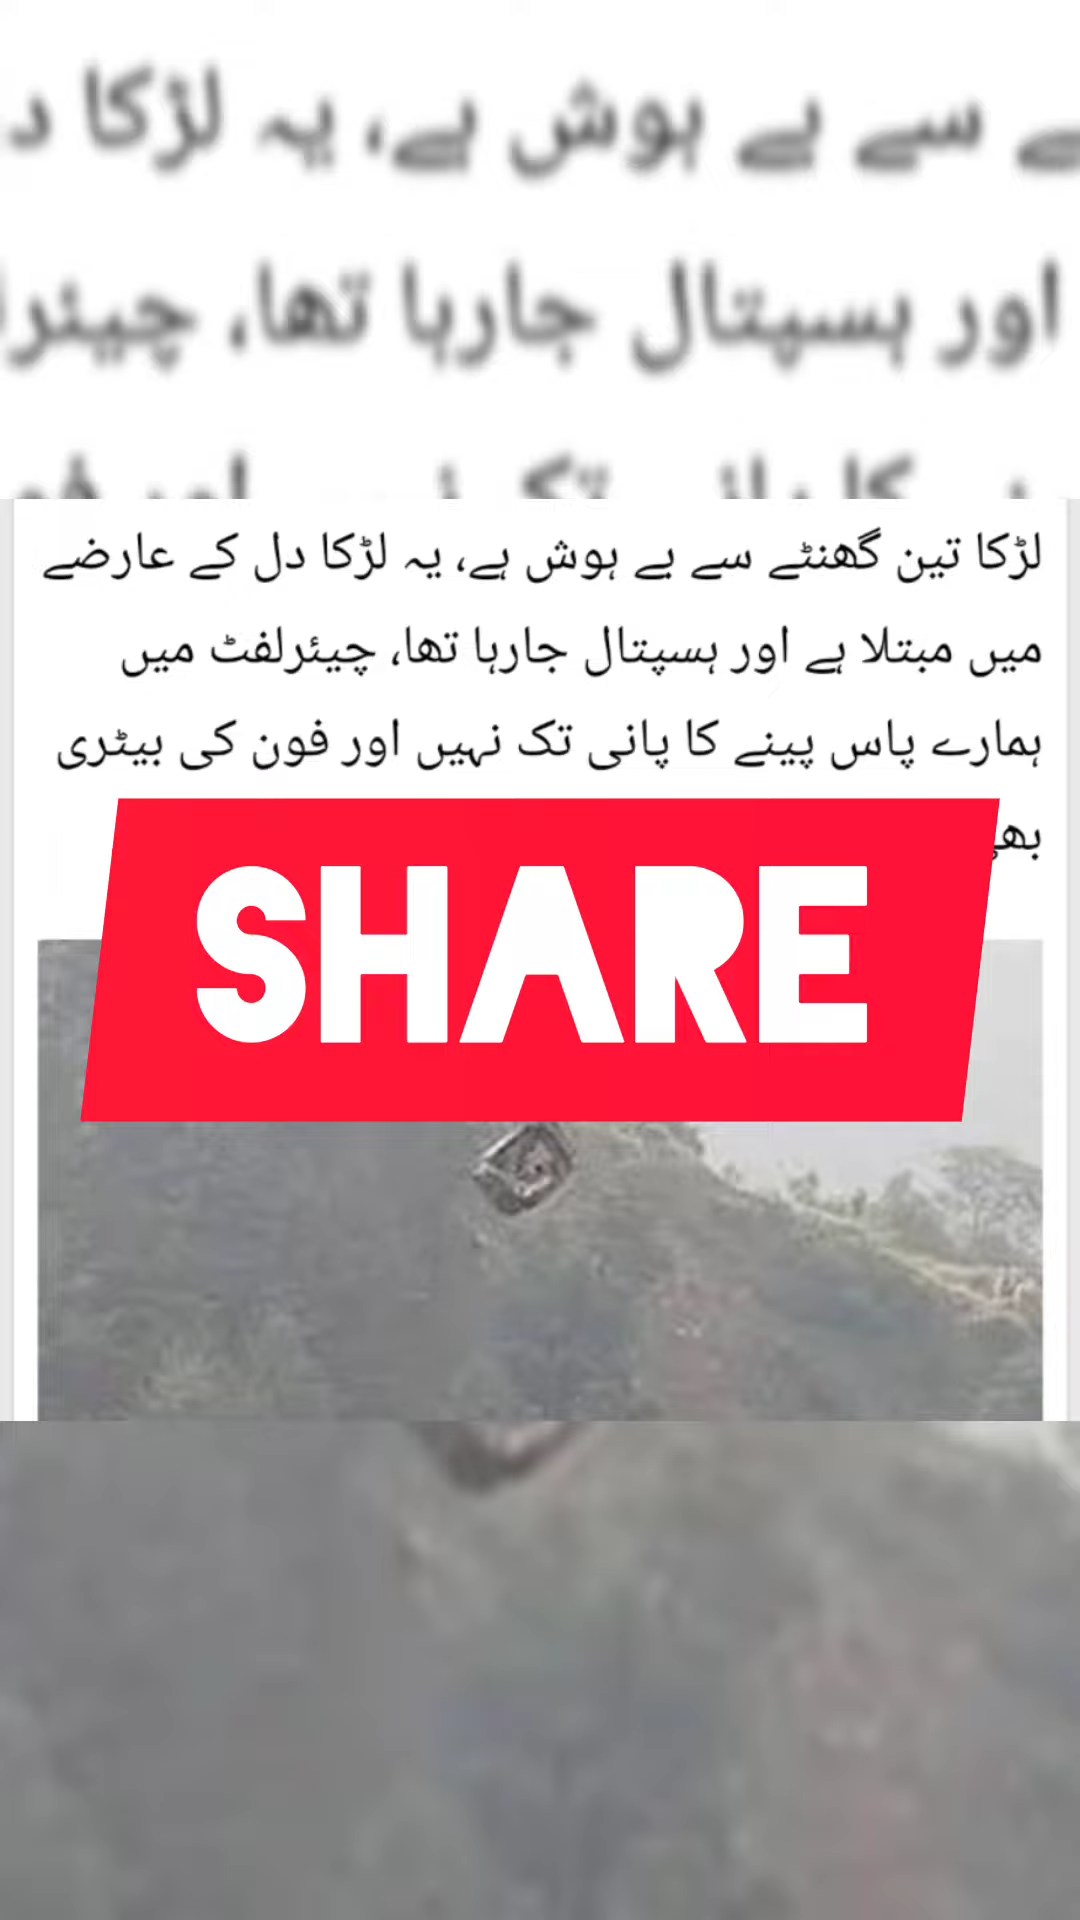 ے سے بے ہوش ہے، یہ لڑکا د
اور ہسپتال جارہا تھا، چیئرل
لڑکا تین گھنٹے سے بے ہوش ہے، یہ لڑکا دل کے عارضے
میں مبتلا ہے اور ہسپتال جارہا تھا، چیئرلفٹ میں
ہمارے پاس پینے کا پانی تک نہیں اور فون کی بیٹری
SHARE